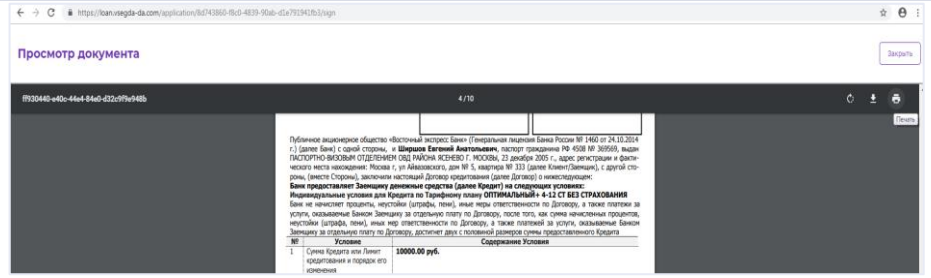 https://loan.vsegda-da.com/application/8d743860-f8c0-4839-90ab-d1e791941fb3/sign
Просмотр документа
Закрыть
ff930440-e40c-44e4-84e0-d32c9f9e948b
4 / 10
Печать
Публичное акционерное общество «Восточный экспресс Банк» (Генеральная лицензия Банка России № 1460 от 24.10.2014
г.) (далее Банк) с одной стороны, и Ширшов Евгений Анатольевич, паспорт гражданина РФ 4508 № 369569, выдан
ПАСПОРТНО-ВИЗОВЫМ ОТДЕЛЕНИЕМ ОВД РАЙОНА ЯСЕНЕВО Г. МОСКВЫ, 23 декабря 2005 г., адрес регистрации и факти-
ческого места нахождения: Москва г, ул Айвазовского, дом № 5, квартира № 333 (далее Клиент/Заемщик), с другой сто-
роны, (вместе Стороны), заключили настоящий Договор кредитования (далее Договор) о нижеследующем:
Банк предоставляет Заемщику денежные средства (далее Кредит) на следующих условиях:
Индивидуальные условия для Кредита по Тарифному плану ОПТИМАЛЬНЫЙ+ 4-12 СТ БЕЗ СТРАХОВАНИЯ
Банк не начисляет проценты, неустойки (штрафы, пени), иные меры ответственности по Договору, а также платежи за
услуги, оказываемые Банком Заемщику за отдельную плату по Договору, после того, как сумма начисленных процентов,
неустойки (штрафа, пени), иных мер ответственности по Договору, а также платежей за услуги, оказываемые Банком
Заемщику за отдельную плату по Договору, достигнет двух с половиной размеров суммы предоставленного Кредита
№ Условие Содержание Условия
1 Сумма Кредита или Лимит 10000.00 руб.
кредитования и порядок его
изменения